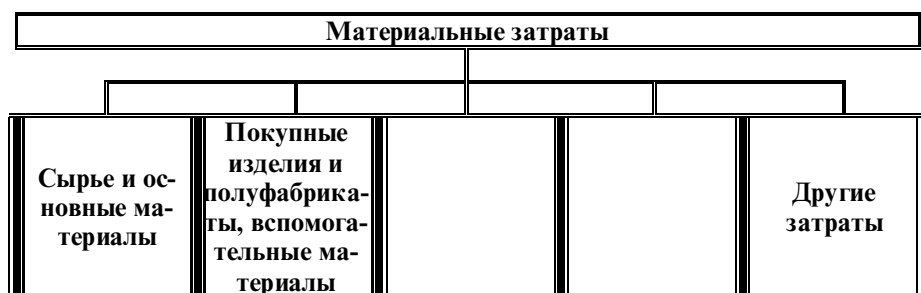 Материальные затраты
Сырье и ос-
новные ма-
териалы
Покупные
изделия и
полуфабрика-
ты, вспомога-
тельные ма-
териалы
Другие
затраты